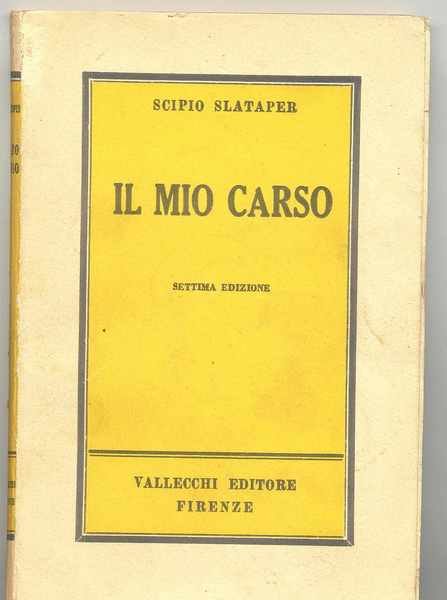 SCIPIO SLATAPER
IL MIO CARSO
SETTIMA EDIZIONE
VALLECCHI EDITORE
FIRENZE